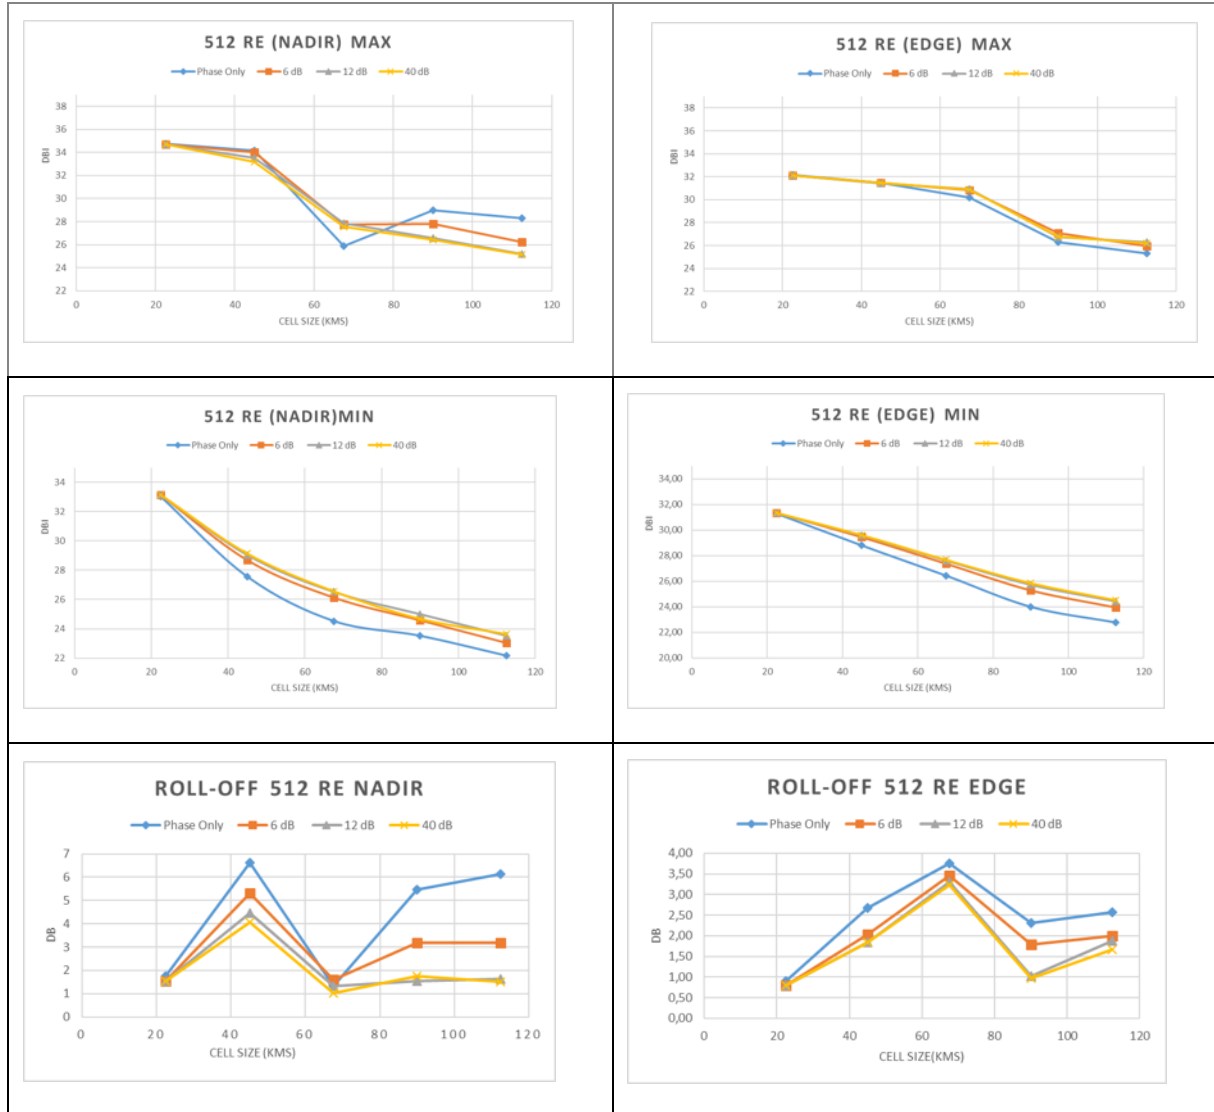 512 RE (NADIR) MAX
Phase Only 6 dB 12 dB 40 dB
38
36
34
32
30
28
26
24
22
DBI
0 20 40 60 80 100 120
CELL SIZE (KMS)
512 RE (EDGE) MAX
Phase Only 6 dB 12 dB 40 dB
38
36
34
32
30
28
26
24
22
DBI
0 20 40 60 80 100 120
CELL SIZE (KMS)
512 RE (NADIR)MIN
Phase Only 6 dB 12 dB 40 dB
34
32
30
28
26
24
22
DBI
0 20 40 60 80 100 120
CELL SIZE (KMS)
512 RE (EDGE) MIN
Phase Only 6 dB 12 dB 40 dB
34,00
32,00
30,00
28,00
26,00
24,00
22,00
20,00
DBI
0 20 40 60 80 100 120
CELL SIZE (KMS)
ROLL-OFF 512 RE NADIR
Phase Only 6 dB 12 dB 40 dB
7
6
5
4
3
2
1
0
DB
0 20 40 60 80 100 120
CELL SIZE (KMS)
ROLL-OFF 512 RE EDGE
Phase Only 6 dB 12 dB 40 dB
4,00
3,50
3,00
2,50
2,00
1,50
1,00
0,50
0,00
DB
0 20 40 60 80 100 120
CELL SIZE(KMS)